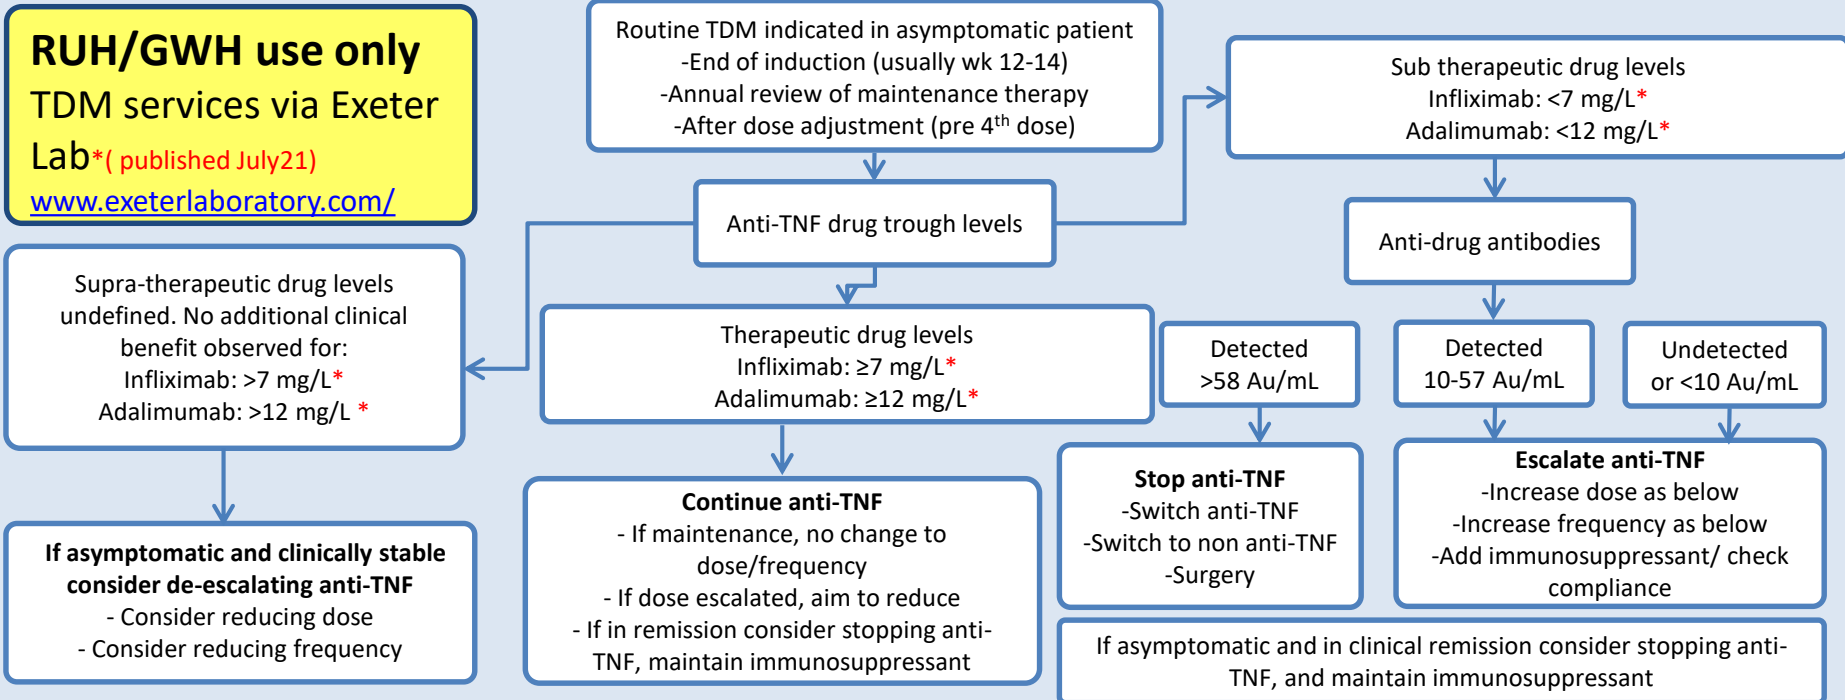 RUH/GWH use only
TDM services via Exeter
Lab*( published July21)
www.exeterlaboratory.com/
Routine TDM indicated in asymptomatic patient
-End of induction (usually wk 12-14)
-Annual review of maintenance therapy
-After dose adjustment (pre 4th dose)
Sub therapeutic drug levels
Infliximab: <7 mg/L*
Adalimumab: <12 mg/L*
Anti-TNF drug trough levels
Anti-drug antibodies
Supra-therapeutic drug levels
undefined. No additional clinical
benefit observed for:
Infliximab: >7 mg/L*
Adalimumab: >12 mg/L *
Therapeutic drug levels
Infliximab: ≥7 mg/L*
Adalimumab: ≥12 mg/L*
Detected
>58 Au/mL
Detected
10-57 Au/mL
Undetected
or <10 Au/mL
If asymptomatic and clinically stable
consider de-escalating anti-TNF
- Consider reducing dose
- Consider reducing frequency
Continue anti-TNF
- If maintenance, no change to
dose/frequency
- If dose escalated, aim to reduce
- If in remission consider stopping anti-
TNF, maintain immunosuppressant
Stop anti-TNF
-Switch anti-TNF
-Switch to non anti-TNF
-Surgery
Escalate anti-TNF
-Increase dose as below
-Increase frequency as below
-Add immunosuppressant/ check
compliance
If asymptomatic and in clinical remission consider stopping anti-
TNF, and maintain immunosuppressant